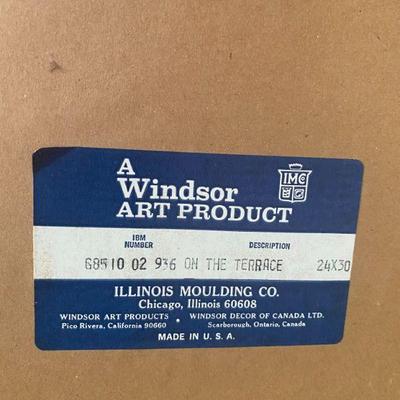 A
Windsor
ART PRODUCT
IMC
IBM
NUMBER
DESCRIPTION
68510 02 936 ON THE TERRACE 24X30
ILLINOIS MOULDING CO.
Chicago, Illinois 60608
WINDSOR ART PRODUCTS • WINDSOR DECOR OF CANADA LTD.
Pico Rivera, California 90660 Scarborough, Ontario, Canada
MADE IN U. S. A.